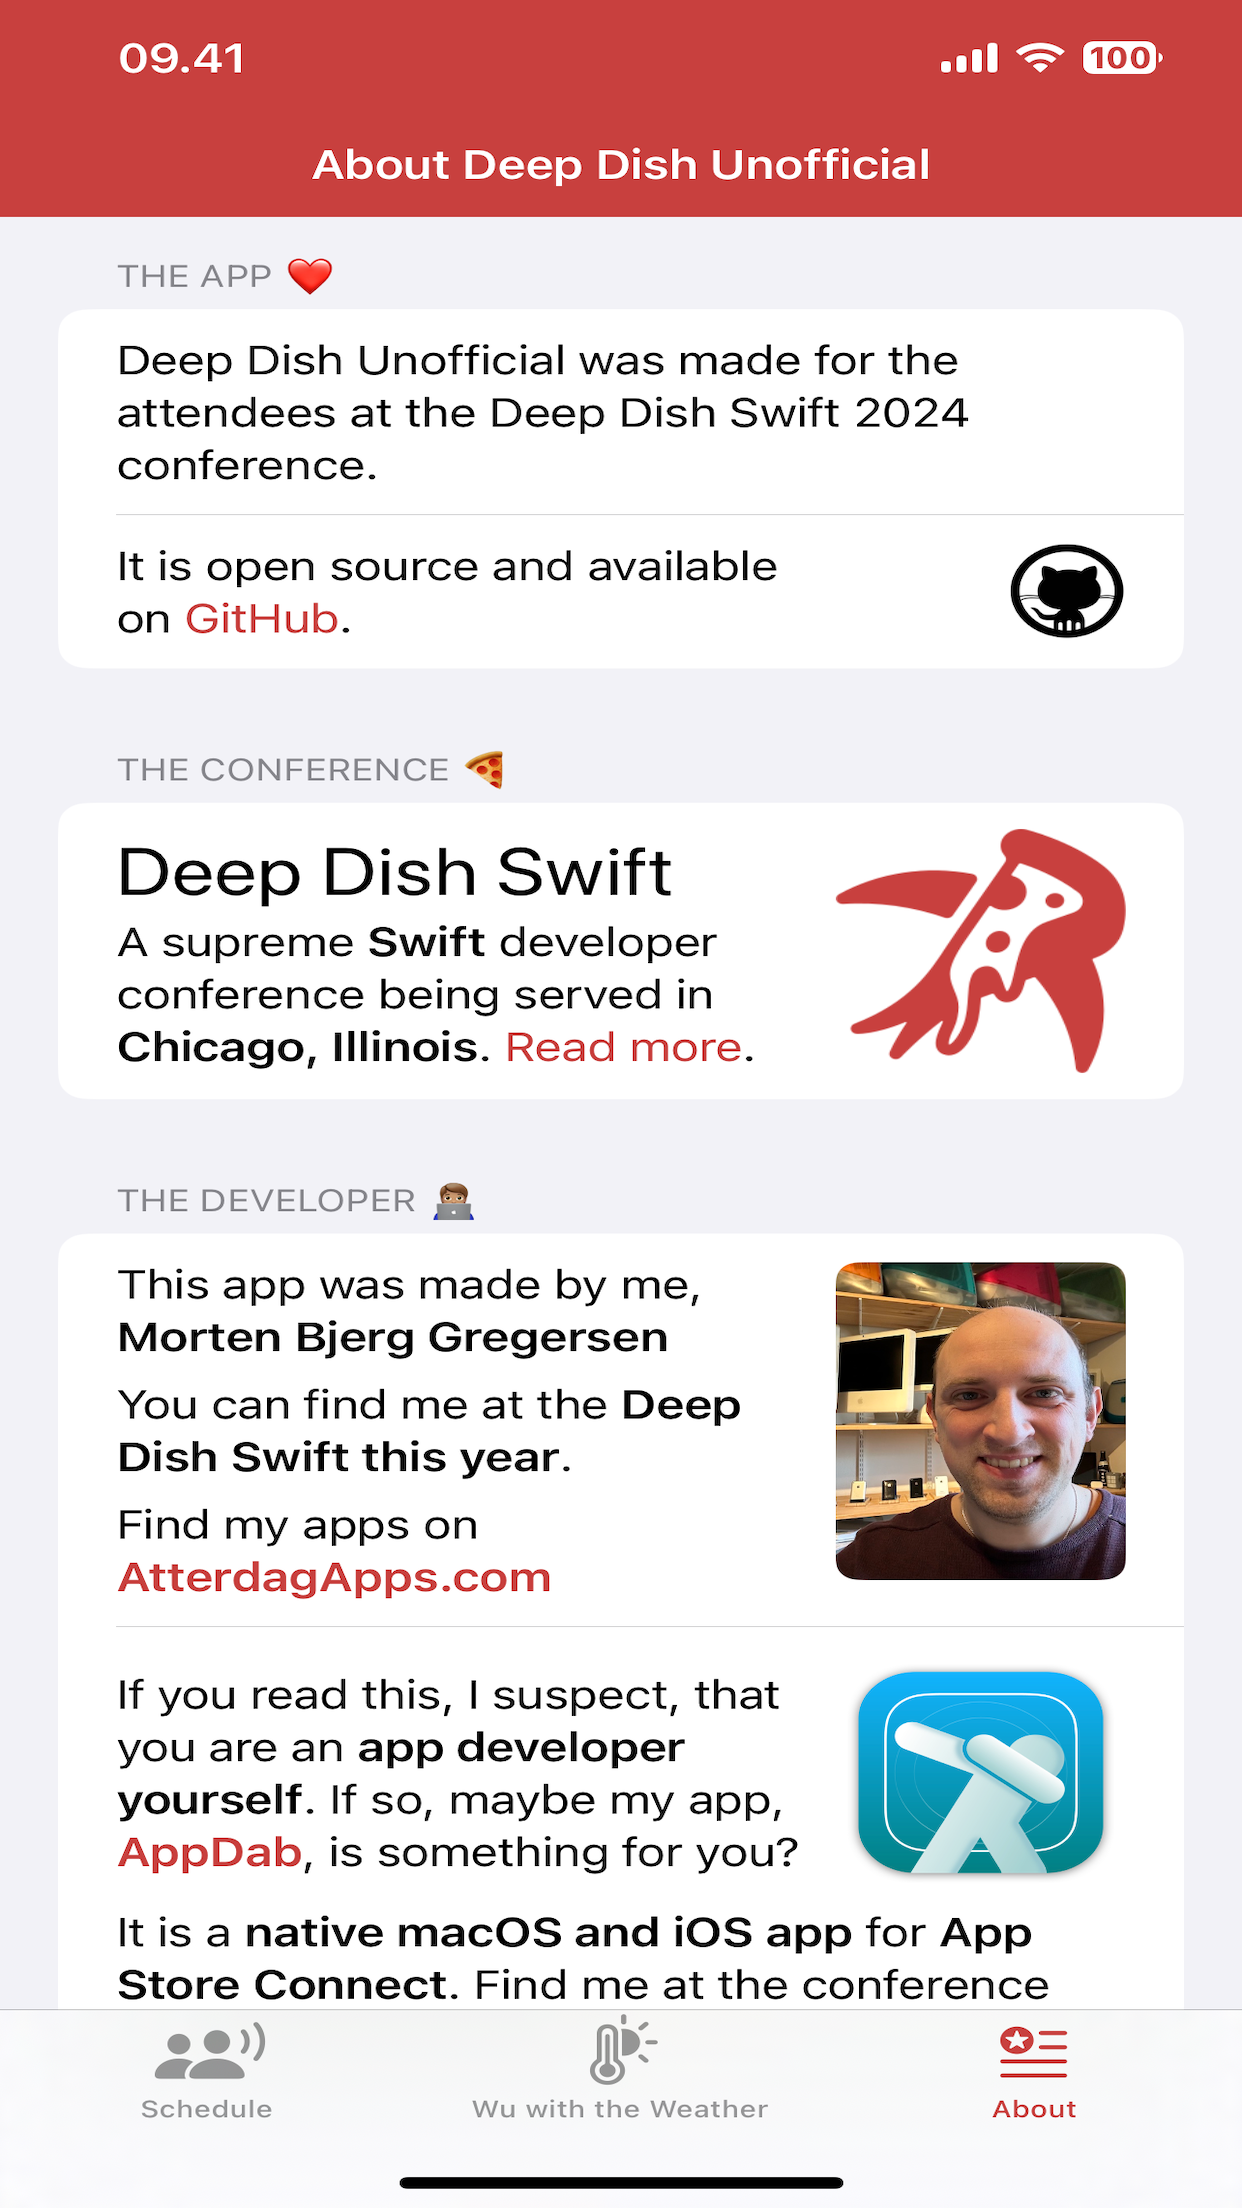 09.41
100
About Deep Dish Unofficial
THE APP ❤️
Deep Dish Unofficial was made for the
attendees at the Deep Dish Swift 2024
conference.
It is open source and available
on GitHub.
THE CONFERENCE 🍕
Deep Dish Swift
A supreme Swift developer
conference being served in
Chicago, Illinois. Read more.
THE DEVELOPER 🧑🏽‍💻
This app was made by me,
Morten Bjerg Gregersen
You can find me at the Deep
Dish Swift this year.
Find my apps on
AtterdagApps.com
If you read this, I suspect, that
you are an app developer
yourself. If so, maybe my app,
AppDab, is something for you?
It is a native macOS and iOS app for App
Store Connect. Find me at the conference
Schedule
Wu with the Weather
About